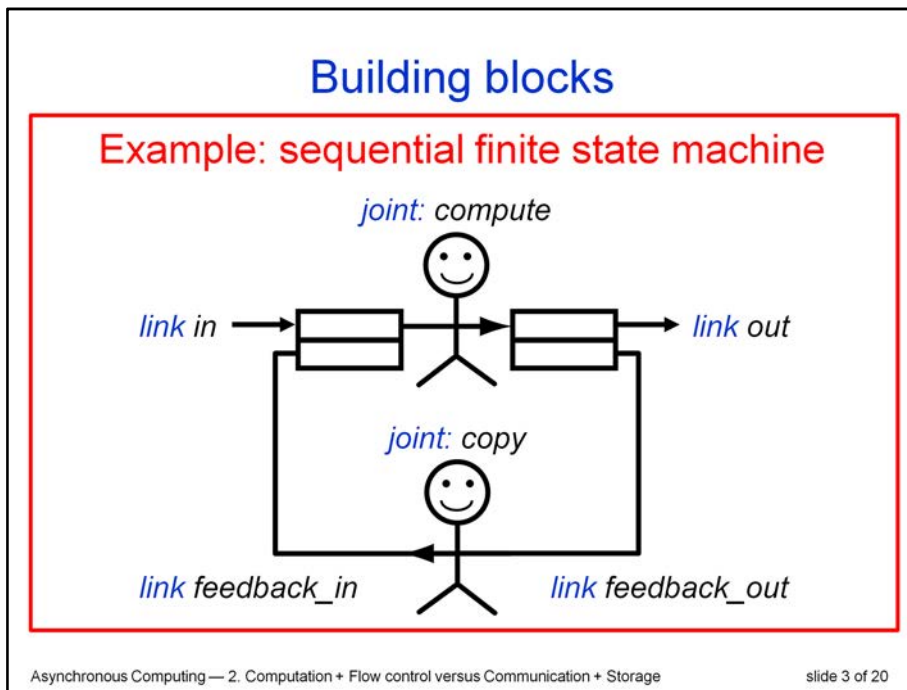 Building blocks
Example: sequential finite state machine
joint: compute
link in
link out
joint: copy
link feedback_in
link feedback_out
Asynchronous Computing — 2. Computation + Flow control versus Communication + Storage
slide 3 of 20